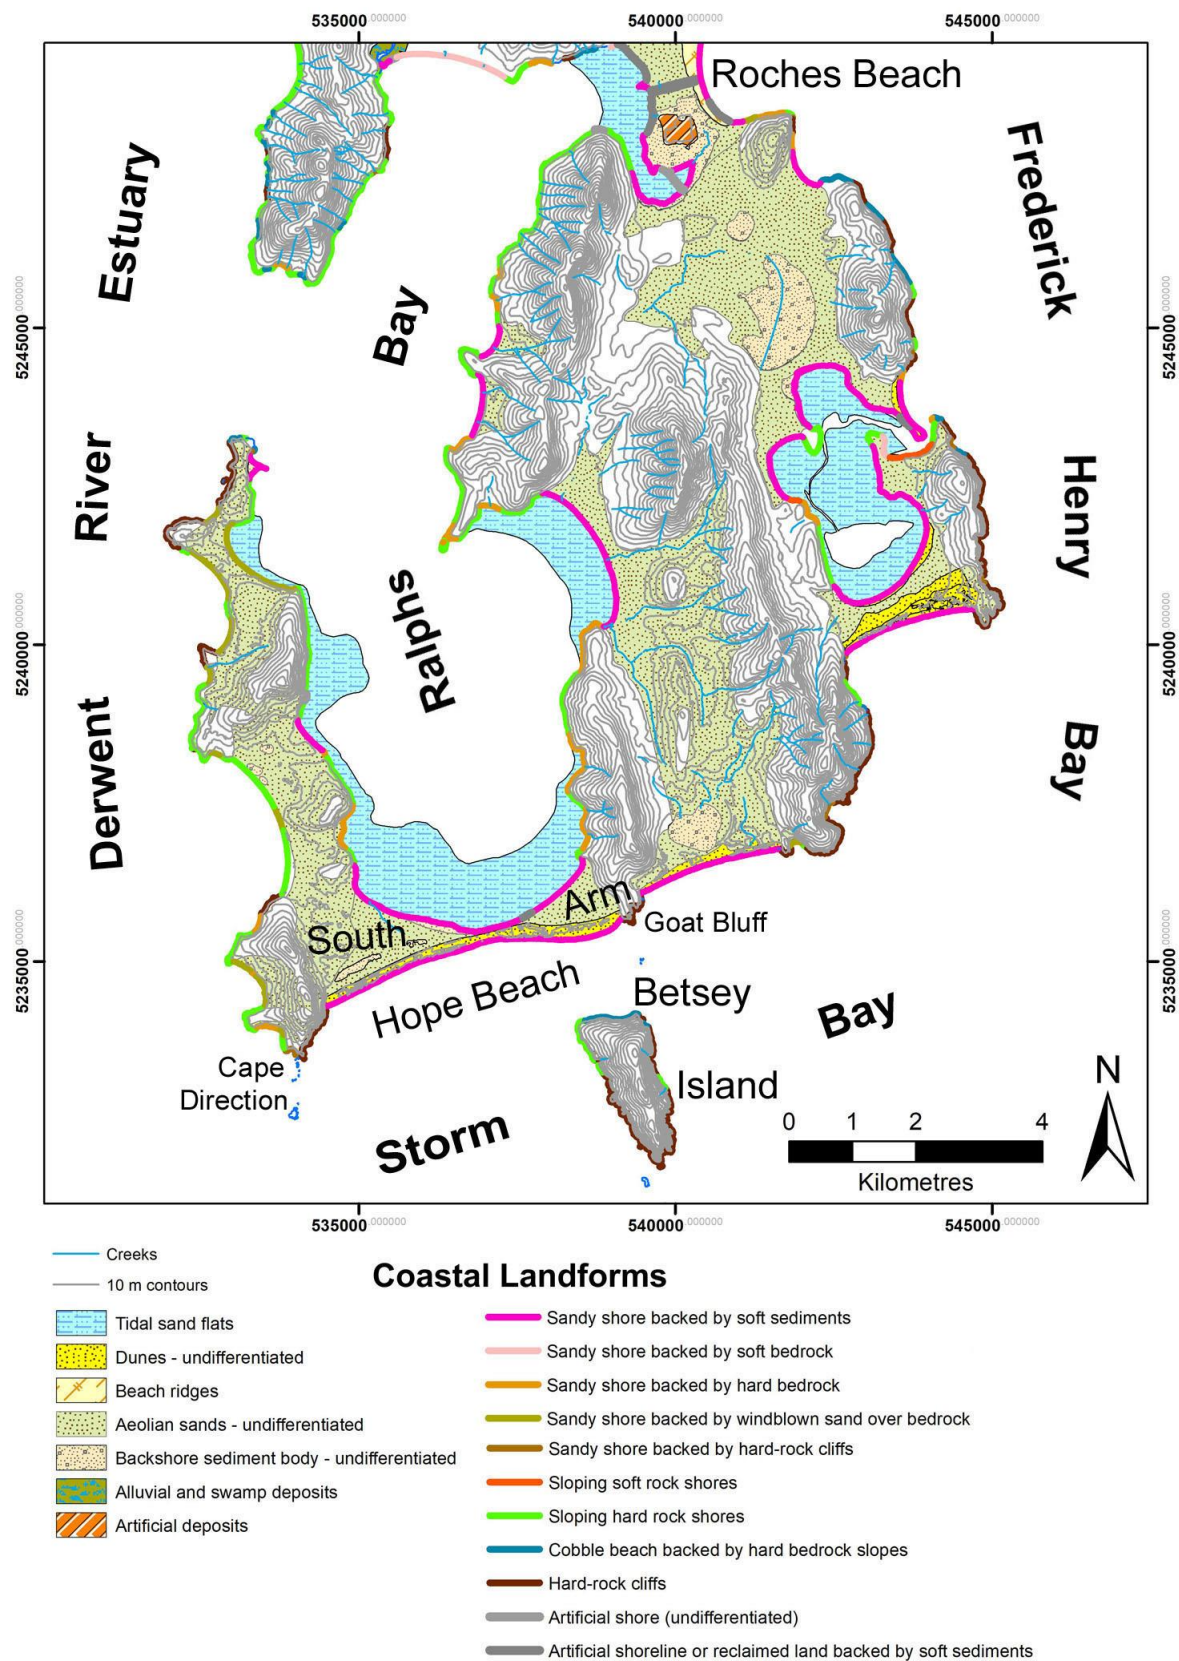 535000.000000
540000.000000
545000.000000
Roches Beach
Estuary
Frederick
Bay
5245000.000000
5245000.000000
River
Henry
Ralphs
5240000.000000
5240000.000000
Derwent
Bay
Arm
South
Goat Bluff
5235000.000000
5235000.000000
Hope Beach
Betsey
Bay
Cape
Direction
Island
N
Storm
0 1 2 4
Kilometres
535000.000000
540000.000000
545000.000000
Coastal Landforms
Creeks
10 m contours
Tidal sand flats
Dunes - undifferentiated
Beach ridges
Aeolian sands - undifferentiated
Backshore sediment body - undifferentiated
Alluvial and swamp deposits
Artificial deposits
Sandy shore backed by soft sediments
Sandy shore backed by soft bedrock
Sandy shore backed by hard bedrock
Sandy shore backed by windblown sand over bedrock
Sandy shore backed by hard-rock cliffs
Sloping soft rock shores
Sloping hard rock shores
Cobble beach backed by hard bedrock slopes
Hard-rock cliffs
Artificial shore (undifferentiated)
Artificial shoreline or reclaimed land backed by soft sediments